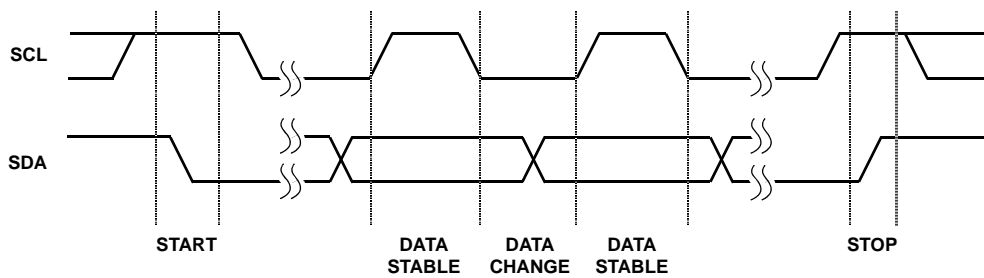 SCL
SDA
START
DATA
STABLE
DATA
CHANGE
DATA
STABLE
STOP